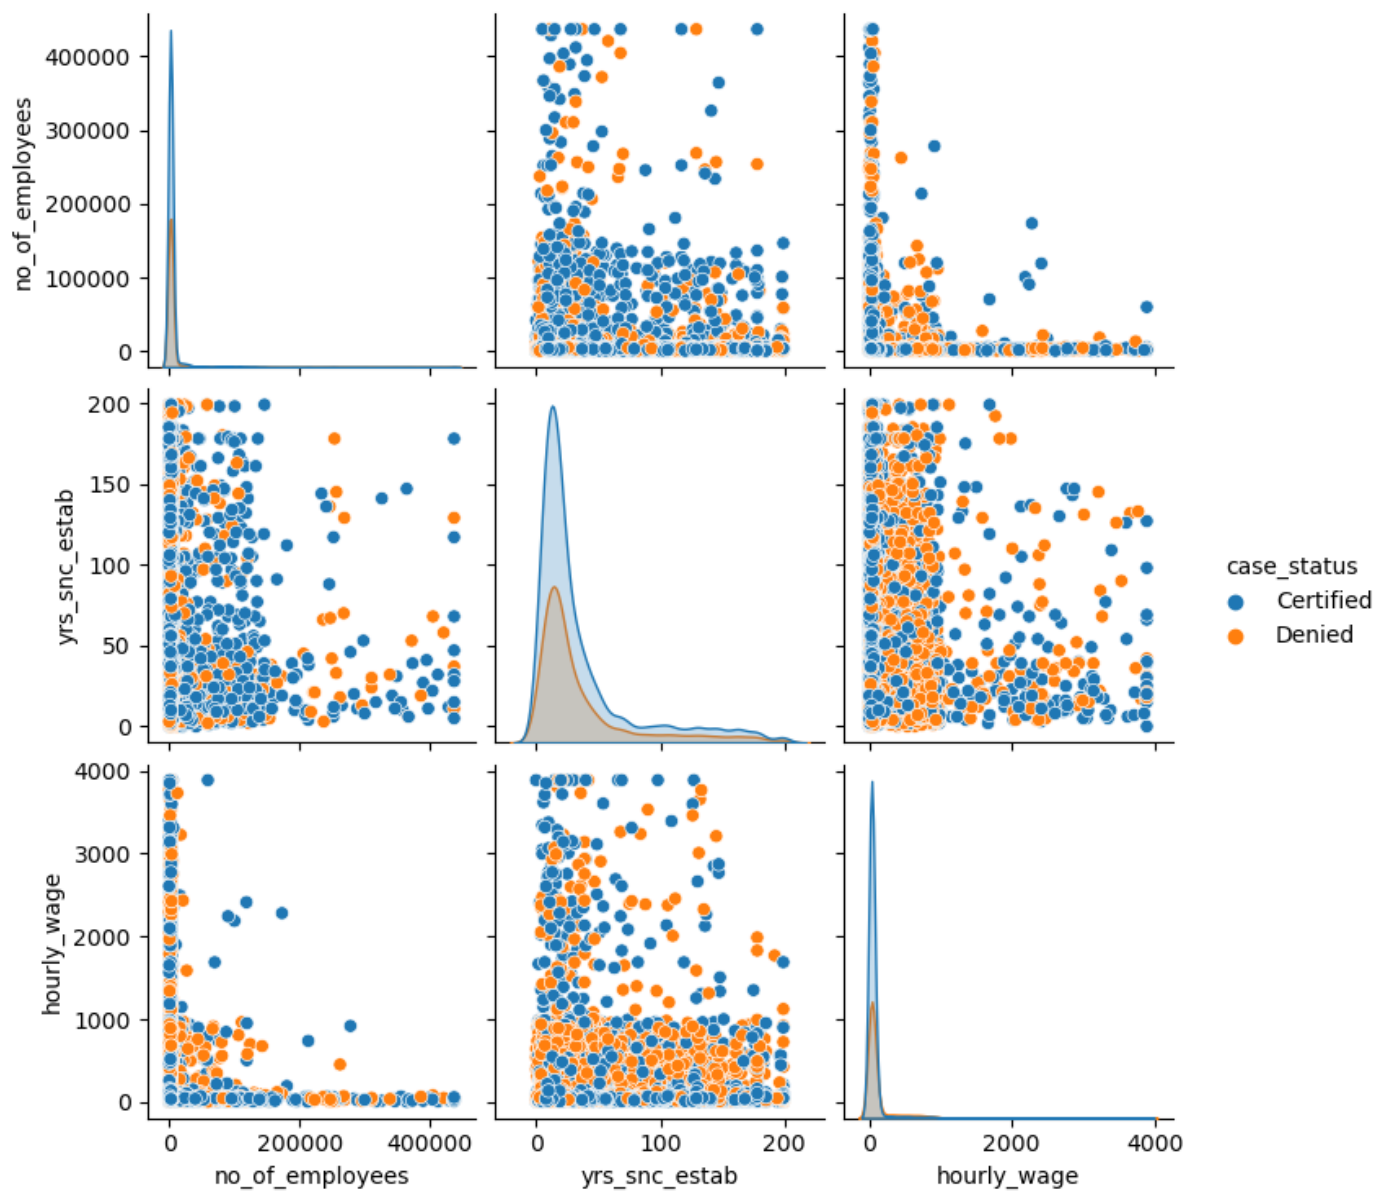 400000
300000
200000
100000
0
no_of_employees
200
150
100
50
0
yrs_snc_estab
case_status
Certified
Denied
4000
3000
2000
1000
0
hourly_wage
0 200000 400000
0 100 200
0 2000 4000
no_of_employees
yrs_snc_estab
hourly_wage